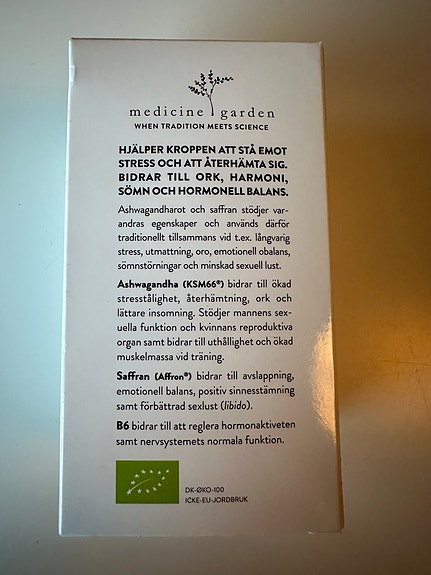 medicine garden
WHEN TRADITION MEETS SCIENCE
HJÄLPER KROPPEN ATT STÅ EMOT
STRESS OCH ATT ÅTERHÄMTA SIG.
BIDRAR TILL ORK, HARMONI,
SÖMN OCH HORMONELL BALANS.
Ashwagandharot och saffran stödjer var-
andras egenskaper och används därför
traditionellt tillsammans vid t.ex. långvarig
stress, utmattning, oro, emotionell obalans,
sömnstörningar och minskad sexuell lust.
Ashwagandha (KSM66®) bidrar till ökad
stresstålighet, återhämtning, ork och
lättare insomning. Stödjer mannens sex-
uella funktion och kvinnans reproduktiva
organ samt bidrar till uthållighet och ökad
muskelmassa vid träning.
Saffran (Affron®) bidrar till avslappning,
emotionell balans, positiv sinnesstämning
samt förbättrad sexlust (libido).
B6 bidrar till att reglera hormonaktiveten
samt nervsystemets normala funktion.
DK-ØKO-100
ICKE-EU-JORDBRUK